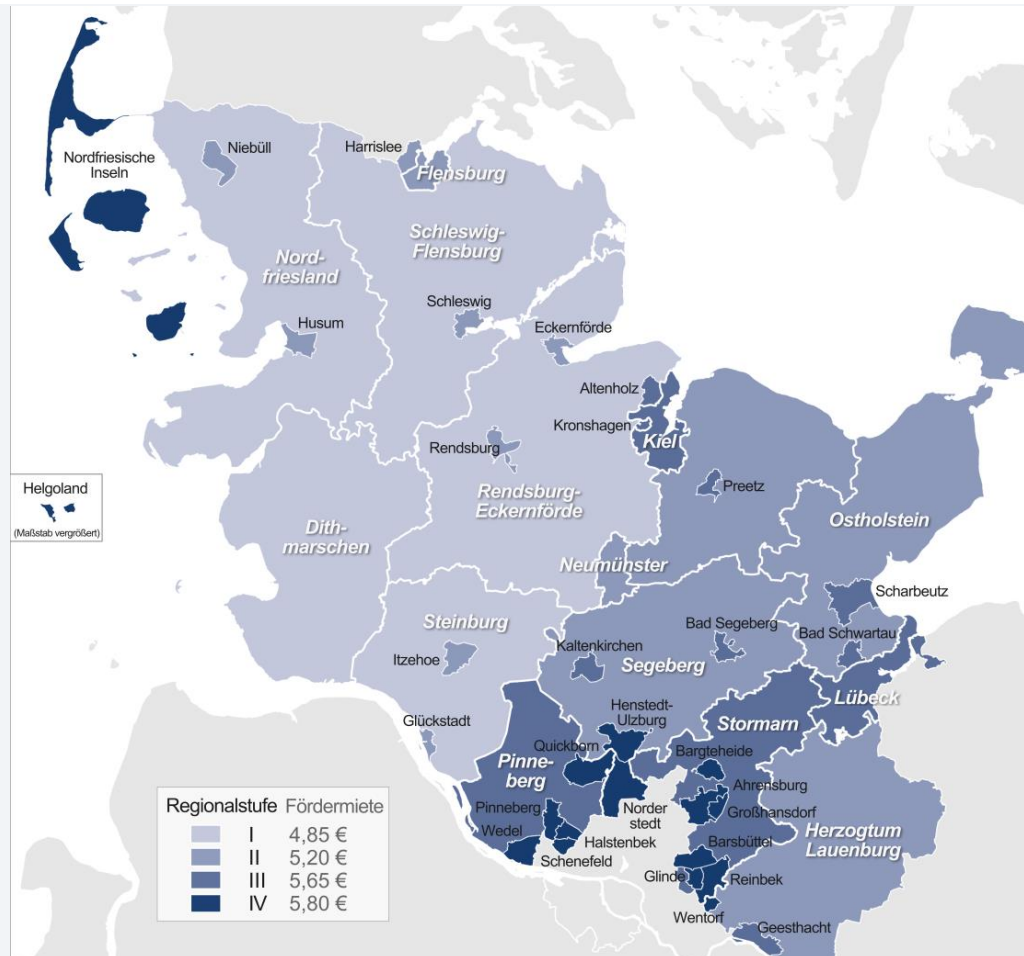 Niebüll
Harrislee
Nordfriesische
Inseln
Flensburg
Schleswig-
Flensburg
Nord-
friesland
Schleswig
Husum
Eckernförde
Altenholz
Kronshagen
Kiel
Rendsburg
Preetz
Helgoland
(Maßstab vergrößert)
Rendsburg-
Eckernförde
Dith-
marschen
Ostholstein
Neumünster
Scharbeutz
Steinburg
Bad Segeberg
Bad Schwartau
Kaltenkirchen
Itzehoe
Segeberg
Lübeck
Henstedt-
Ulzburg
Stormarn
Glückstadt
Quickborn
Bargteheide
Pinne-
berg
Ahrensburg
Pinneberg
Norder
stedt
Großhansdorf
Wedel
Halstenbek
Barsbüttel
Herzogtum
Lauenburg
Schenefeld
Glinde
Reinbek
Wentorf
Geesthacht
Regionalstufe Fördermiete
I 4,85 €
II 5,20 €
III 5,65 €
IV 5,80 €